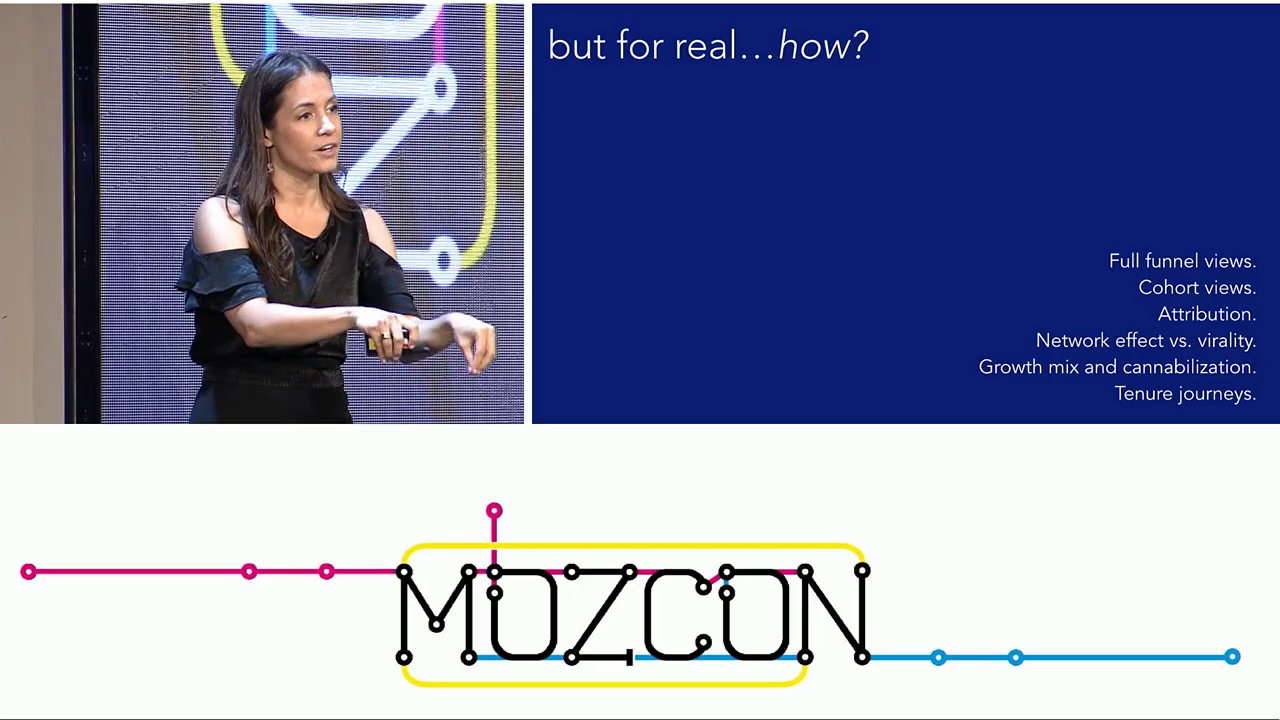 but for real...how?
Full funnel views.
Cohort views.
Attribution.
Network effect vs. virality.
Growth mix and cannabilization.
Tenure journeys.
MOZCON